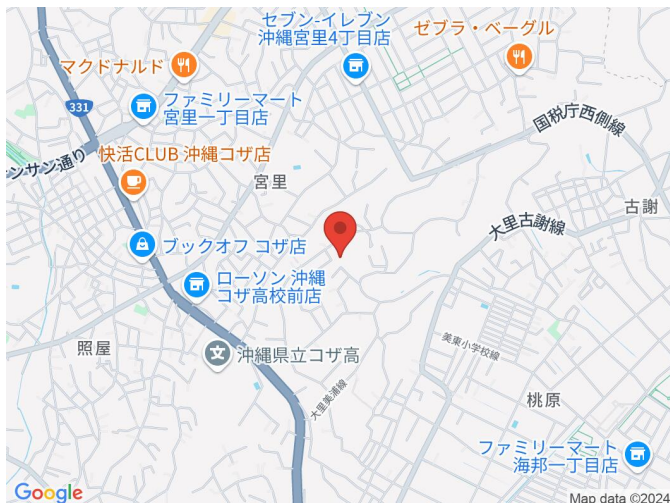 セブン-イレブン
沖縄宮里4丁目店
ゼブラ・ベーグル
マクドナルド
331
ファミリーマート
宮里一丁目店
国税庁西側線
ンサン通り
快活CLUB 沖縄コザ店
宮里
古謝
大里古謝線
ブックオフ コザ店
ローソン 沖縄
コザ高校前店
美東小学校線
照屋
沖縄県立コザ高
大里美浦線
桃原
ファミリーマート
海邦一丁目店
Google
Map data ©2024